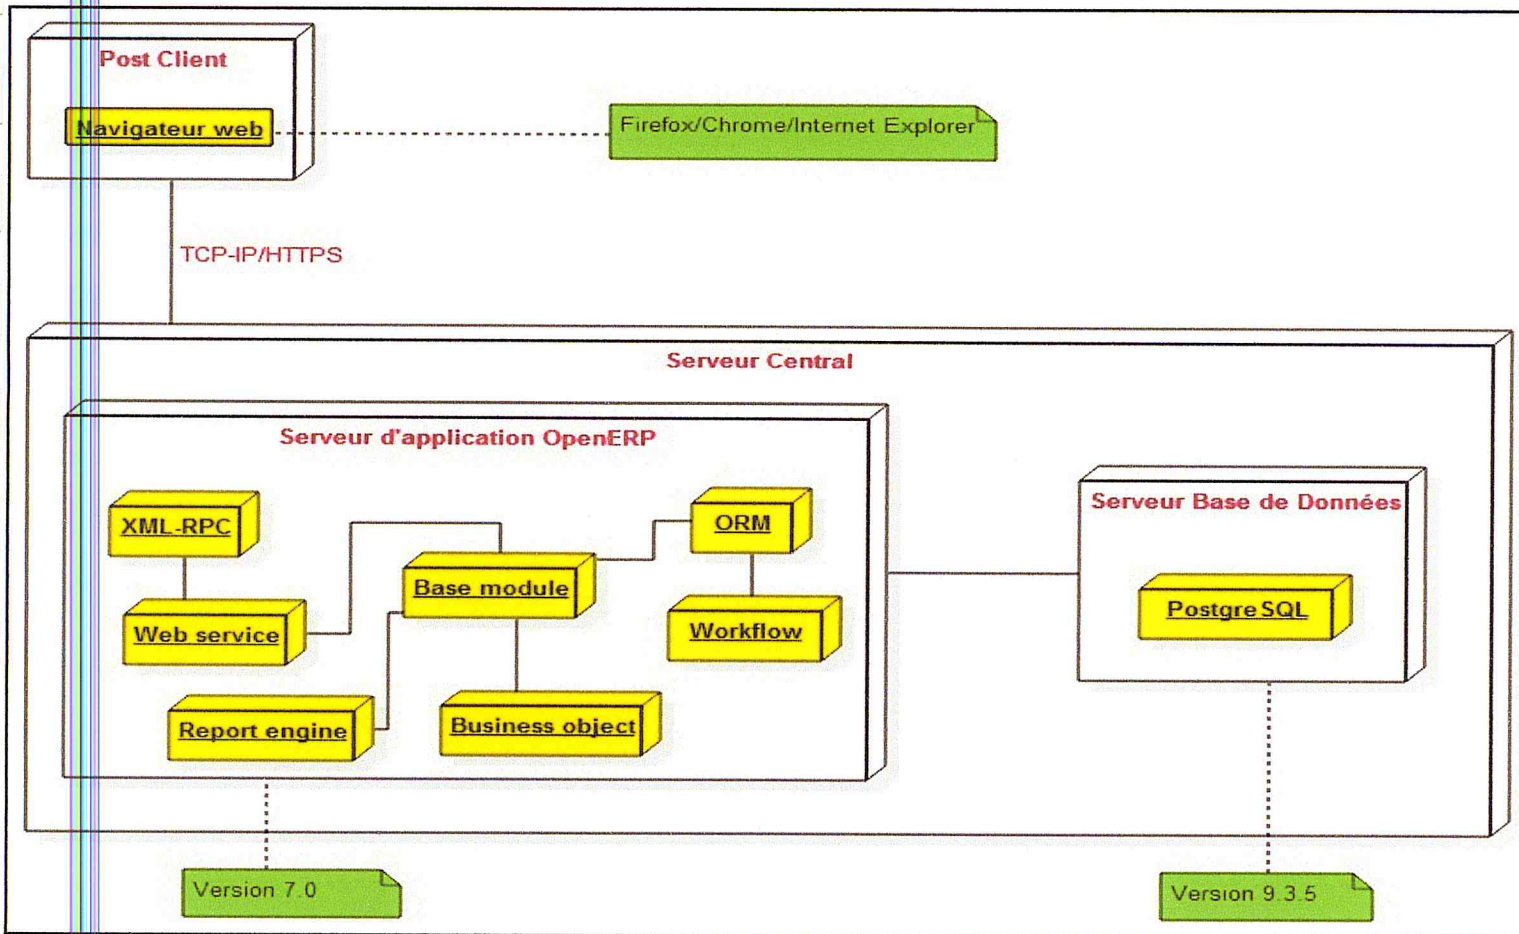 Post Client
Navigateur web
Firefox/Chrome/Internet Explorer
TCP-IP/HTTPS
Serveur Central
Serveur d'application OpenERP
XML-RPC
ORM
Base module
Web service
Workflow
Report engine
Business object
Serveur Base de Données
PostgreSQL
Version 7.0
Version 9.3.5